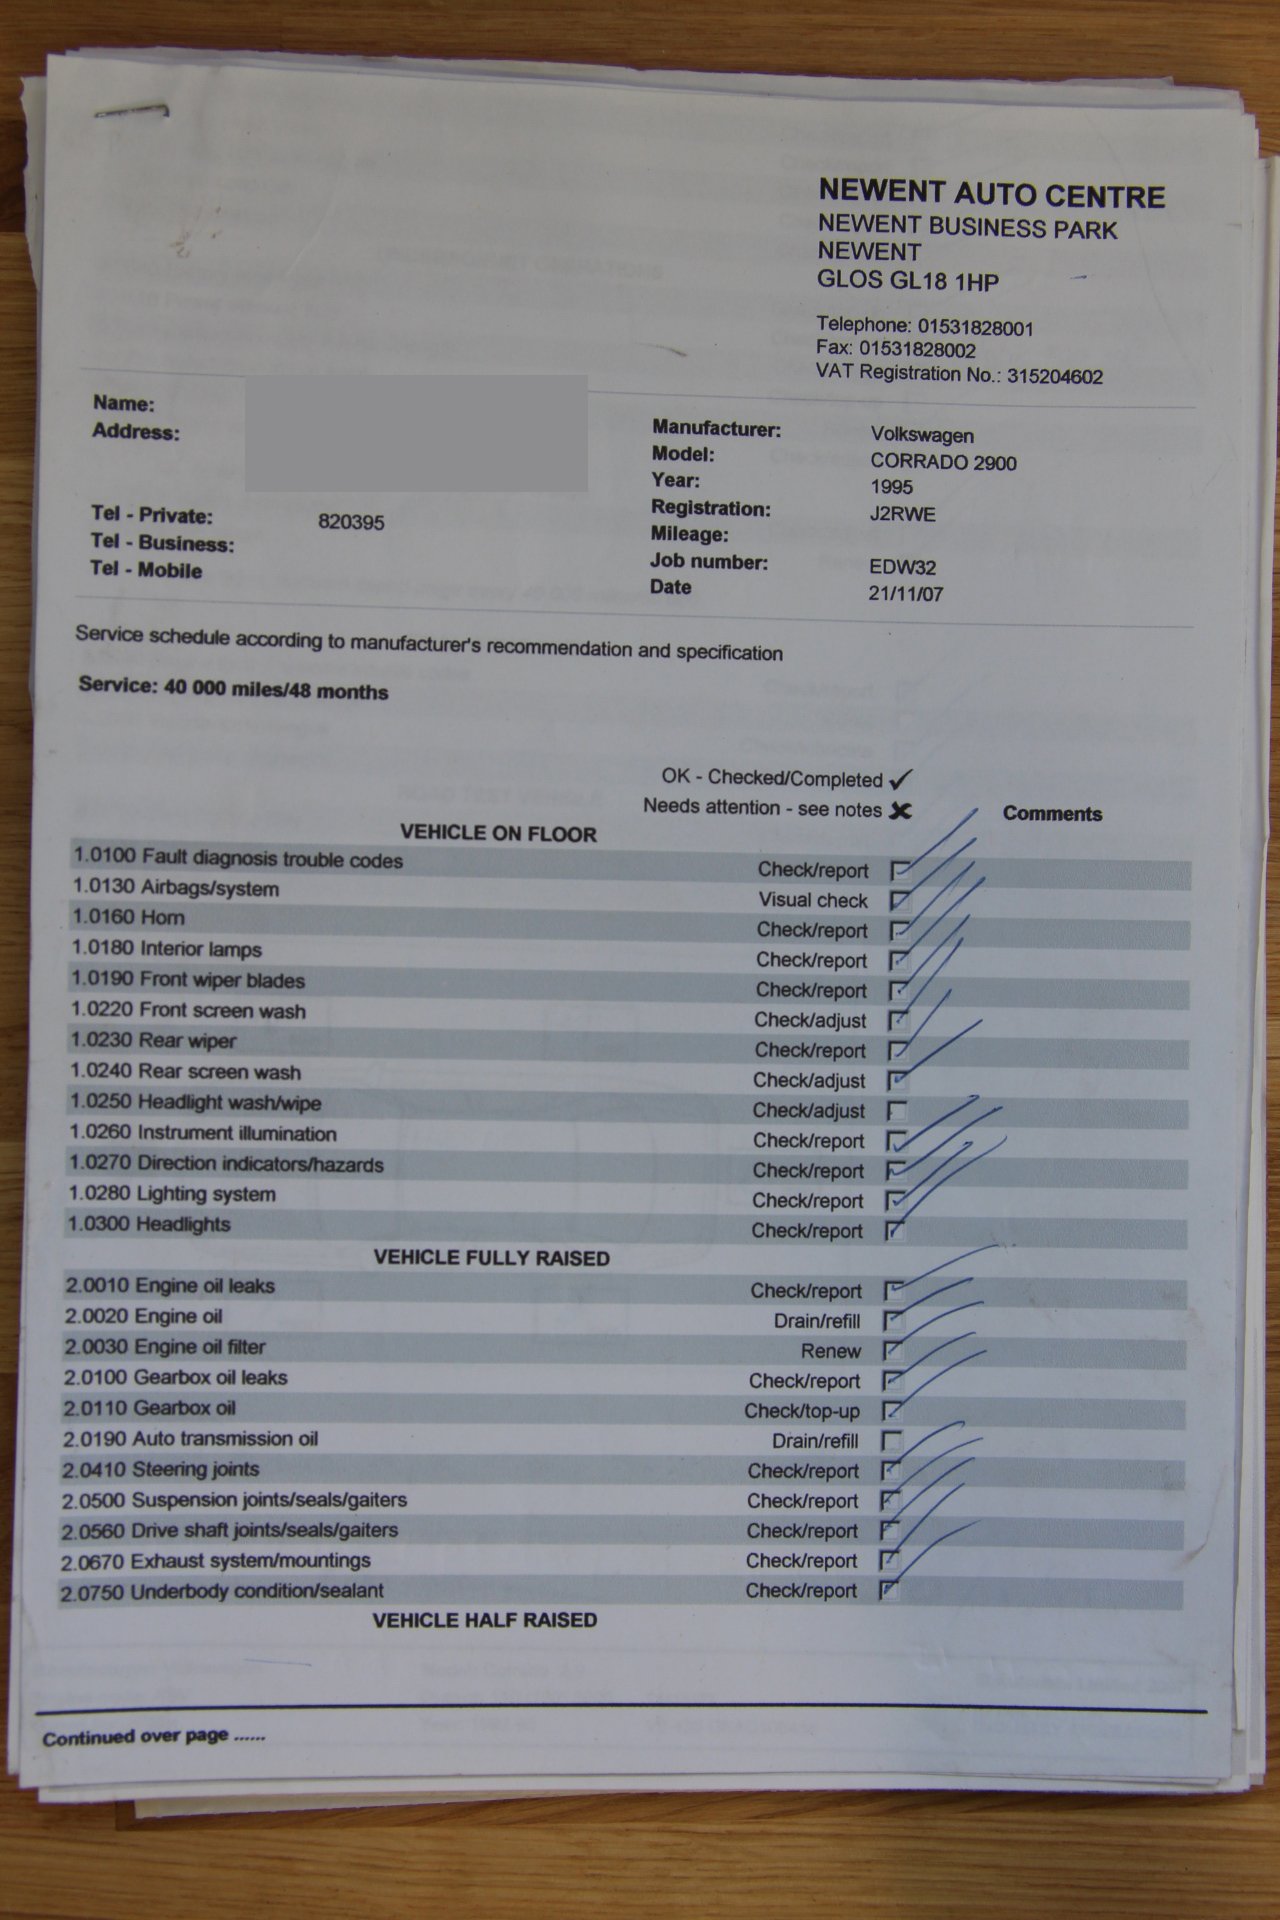 NEWENT AUTO CENTRE
NEWENT BUSINESS PARK
NEWENT
GLOS GL18 1HP
Telephone: 01531828001
Fax: 01531828002
VAT Registration No.: 315204602
Name:
Address:
Tel - Private: 820395
Tel - Business:
Tel - Mobile
Manufacturer: Volkswagen
Model: CORRADO 2900
Year: 1995
Registration: J2RWE
Mileage:
Job number: EDW32
Date 21/11/07
Service schedule according to manufacturer's recommendation and specification
Service: 40 000 miles/48 months
OK - Checked/Completed ✓
Needs attention - see notes ✗ Comments
VEHICLE ON FLOOR
1.0100 Fault diagnosis trouble codes Check/report
1.0130 Airbags/system Visual check
1.0160 Horn Check/report
1.0180 Interior lamps Check/report
1.0190 Front wiper blades Check/report
1.0220 Front screen wash Check/adjust
1.0230 Rear wiper Check/report
1.0240 Rear screen wash Check/adjust
1.0250 Headlight wash/wipe Check/adjust
1.0260 Instrument illumination Check/report
1.0270 Direction indicators/hazards Check/report
1.0280 Lighting system Check/report
1.0300 Headlights Check/report
VEHICLE FULLY RAISED
2.0010 Engine oil leaks Check/report
2.0020 Engine oil Drain/refill
2.0030 Engine oil filter Renew
2.0100 Gearbox oil leaks Check/report
2.0110 Gearbox oil Check/top-up
2.0190 Auto transmission oil Drain/refill
2.0410 Steering joints Check/report
2.0500 Suspension joints/seals/gaiters Check/report
2.0560 Drive shaft joints/seals/gaiters Check/report
2.0670 Exhaust system/mountings Check/report
2.0750 Underbody condition/sealant Check/report
VEHICLE HALF RAISED
Continued over page ......